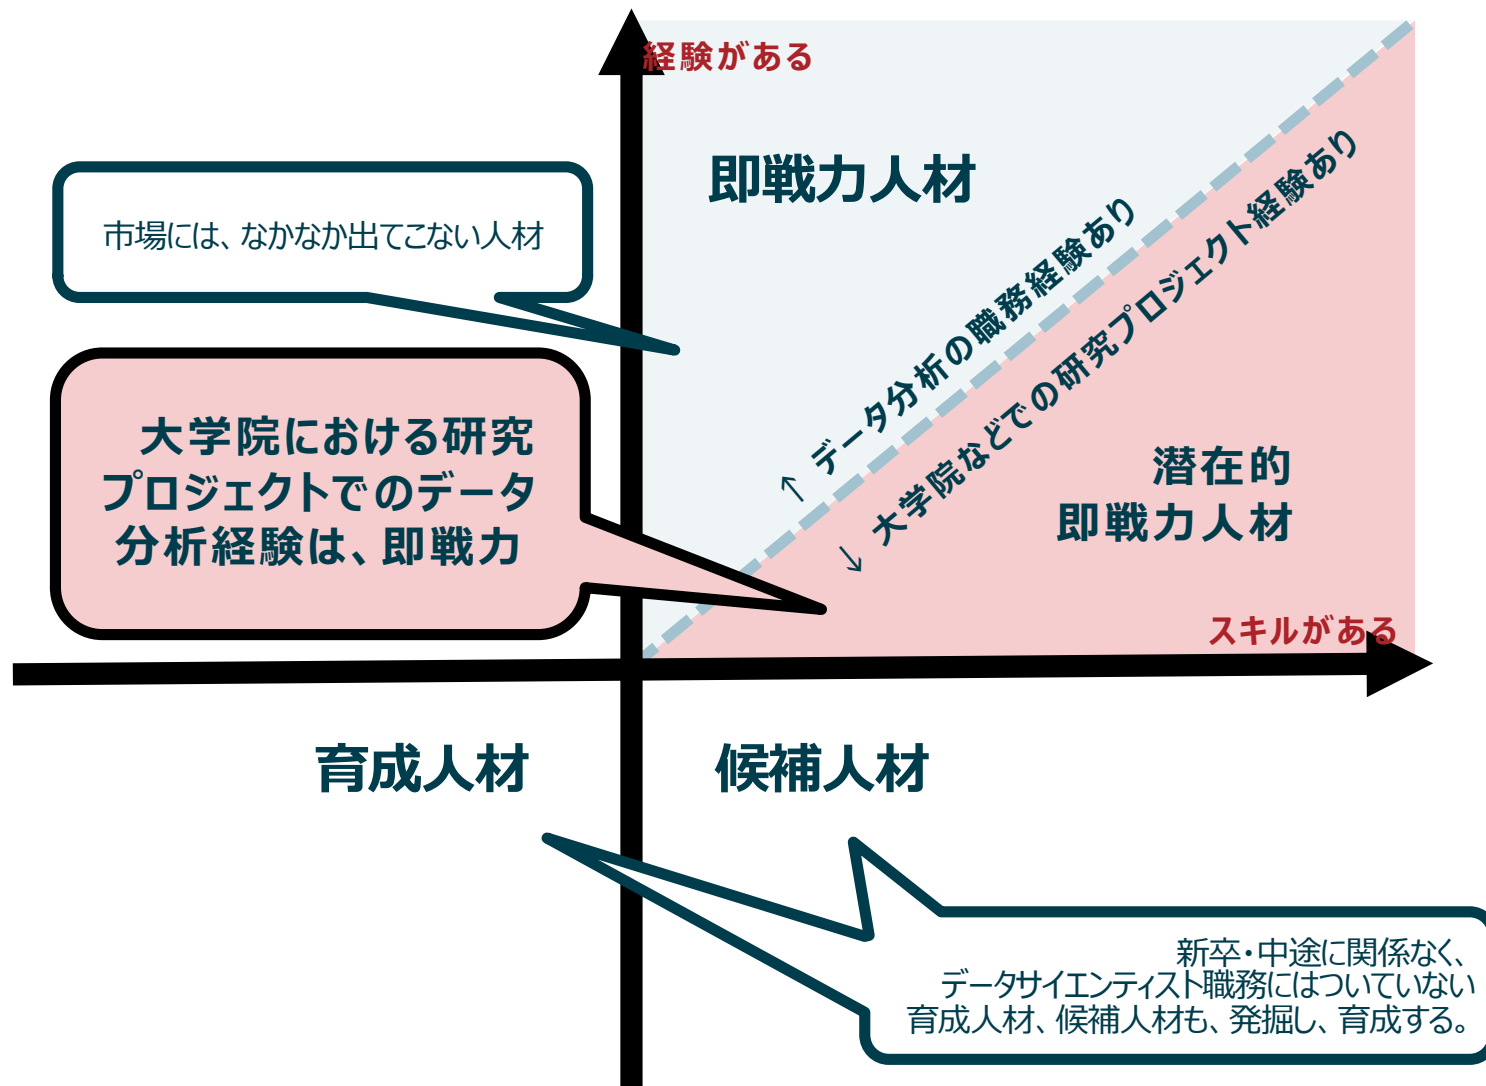 経験がある
即戦力人材
市場には、なかなか出てこない人材
↑ データ分析の職務経験あり
↓ 大学院などでの研究プロジェクト経験あり
大学院における研究
プロジェクトでのデータ
分析経験は、即戦力
潜在的
即戦力人材
スキルがある
育成人材
候補人材
新卒・中途に関係なく、
データサイエンティスト職務にはついていない
育成人材、候補人材も、発掘し、育成する。